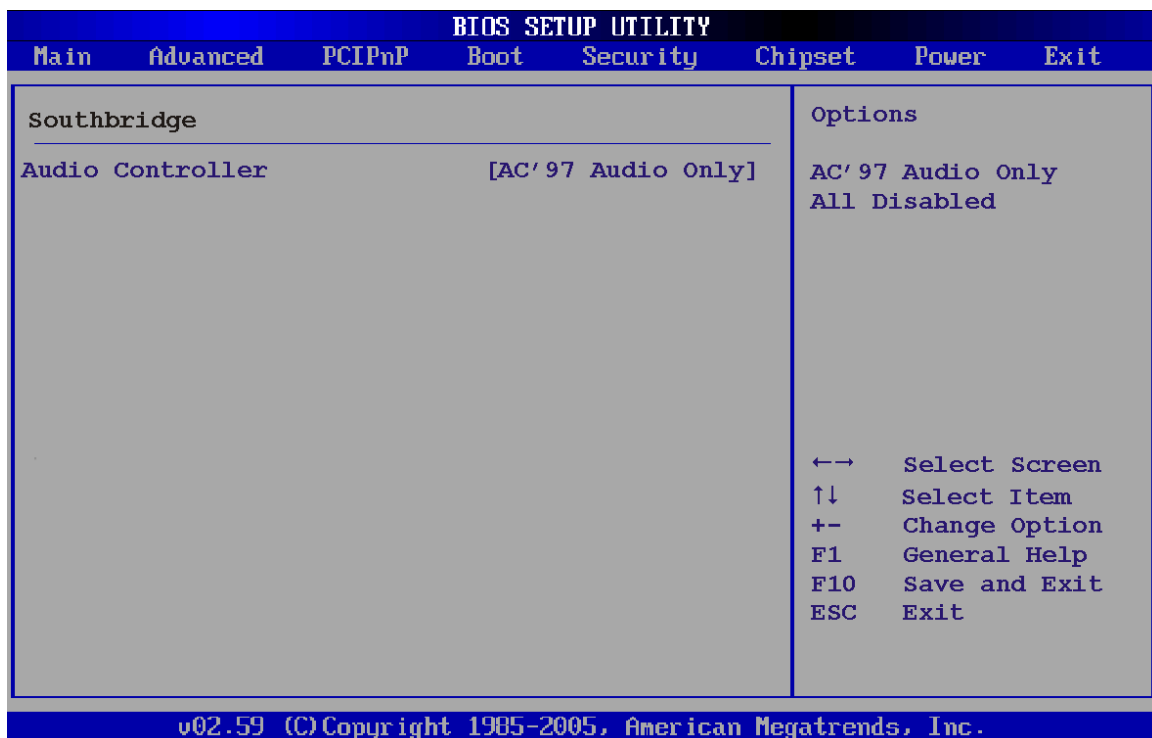 BIOS SETUP UTILITY
Main Advanced PCIPnP Boot Security Chipset Power Exit
Southbridge
Audio Controller [AC'97 Audio Only]
Options
AC'97 Audio Only
All Disabled
←→ Select Screen
↑↓ Select Item
+- Change Option
F1 General Help
F10 Save and Exit
ESC Exit
v02.59 (C)Copyright 1985-2005, American Megatrends, Inc.